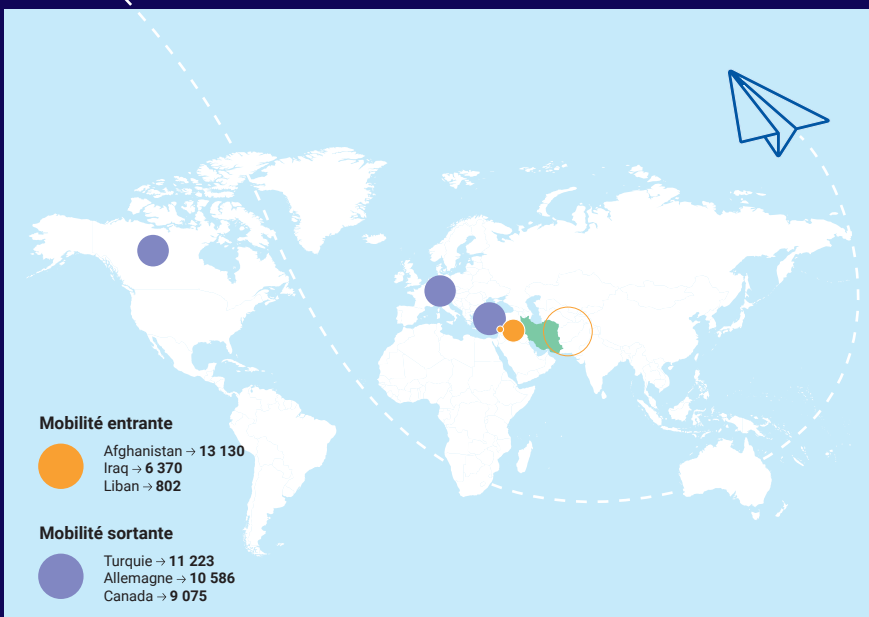 Mobilité entrante
Afghanistan → 13 130
Iraq → 6 370
Liban → 802
Mobilité sortante
Turquie → 11 223
Allemagne → 10 586
Canada → 9 075